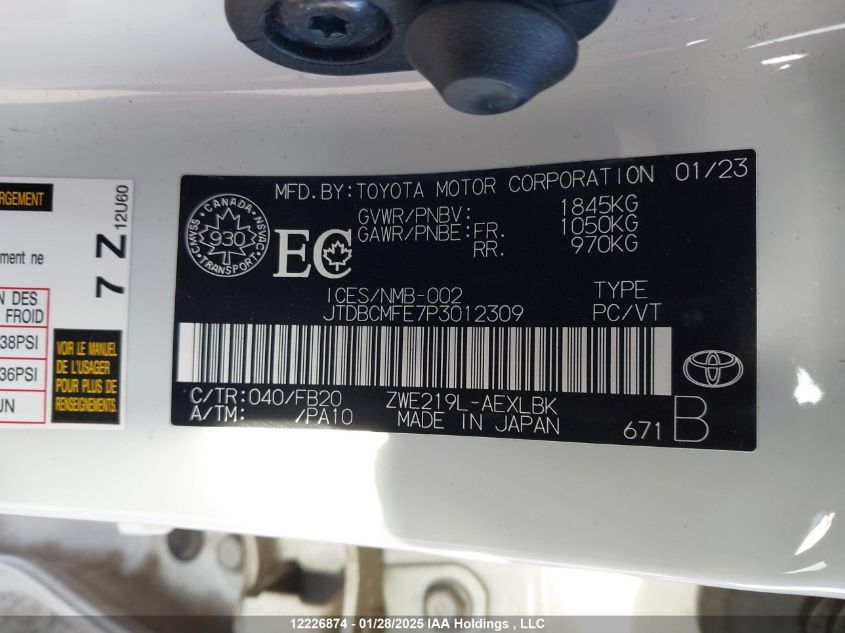 RGEMENT
ement ne
7 Z 12U60
N DES
FROID
38PSI
36PSI
UN
VOIR LE MANUEL
DE L'USAGER
POUR PLUS DE
MFD.BY:TOYOTA MOTOR CORPORATION 01/23
CANADA
CMVSS 930 NSVAC
TRANSPORT
EC
GVWR/PNBV: 1845KG
GAWR/PNBE:FR. 1050KG
RR. 970KG
ICES/NMB-002 TYPE
JTDBCMFE7P3012309 PC/VT
C/TR:040/FB20 ZWE219L-AEXLBK
A/TM: /PA10 MADE IN JAPAN 671 B
12226874 - 01/28/2025 IAA Holdings , LLC